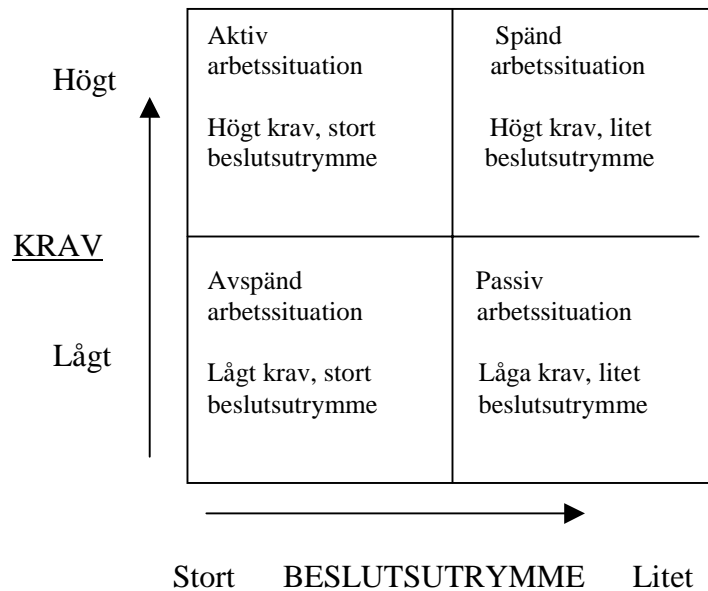 Högt
Aktiv
arbetssituation
Högt krav, stort
beslutsutrymme
Spänd
arbetssituation
Högt krav, litet
beslutsutrymme
KRAV
Lågt
Avspänd
arbetssituation
Lågt krav, stort
beslutsutrymme
Passiv
arbetssituation
Låga krav, litet
beslutsutrymme
Stort BESLUTSUTRYMME Litet